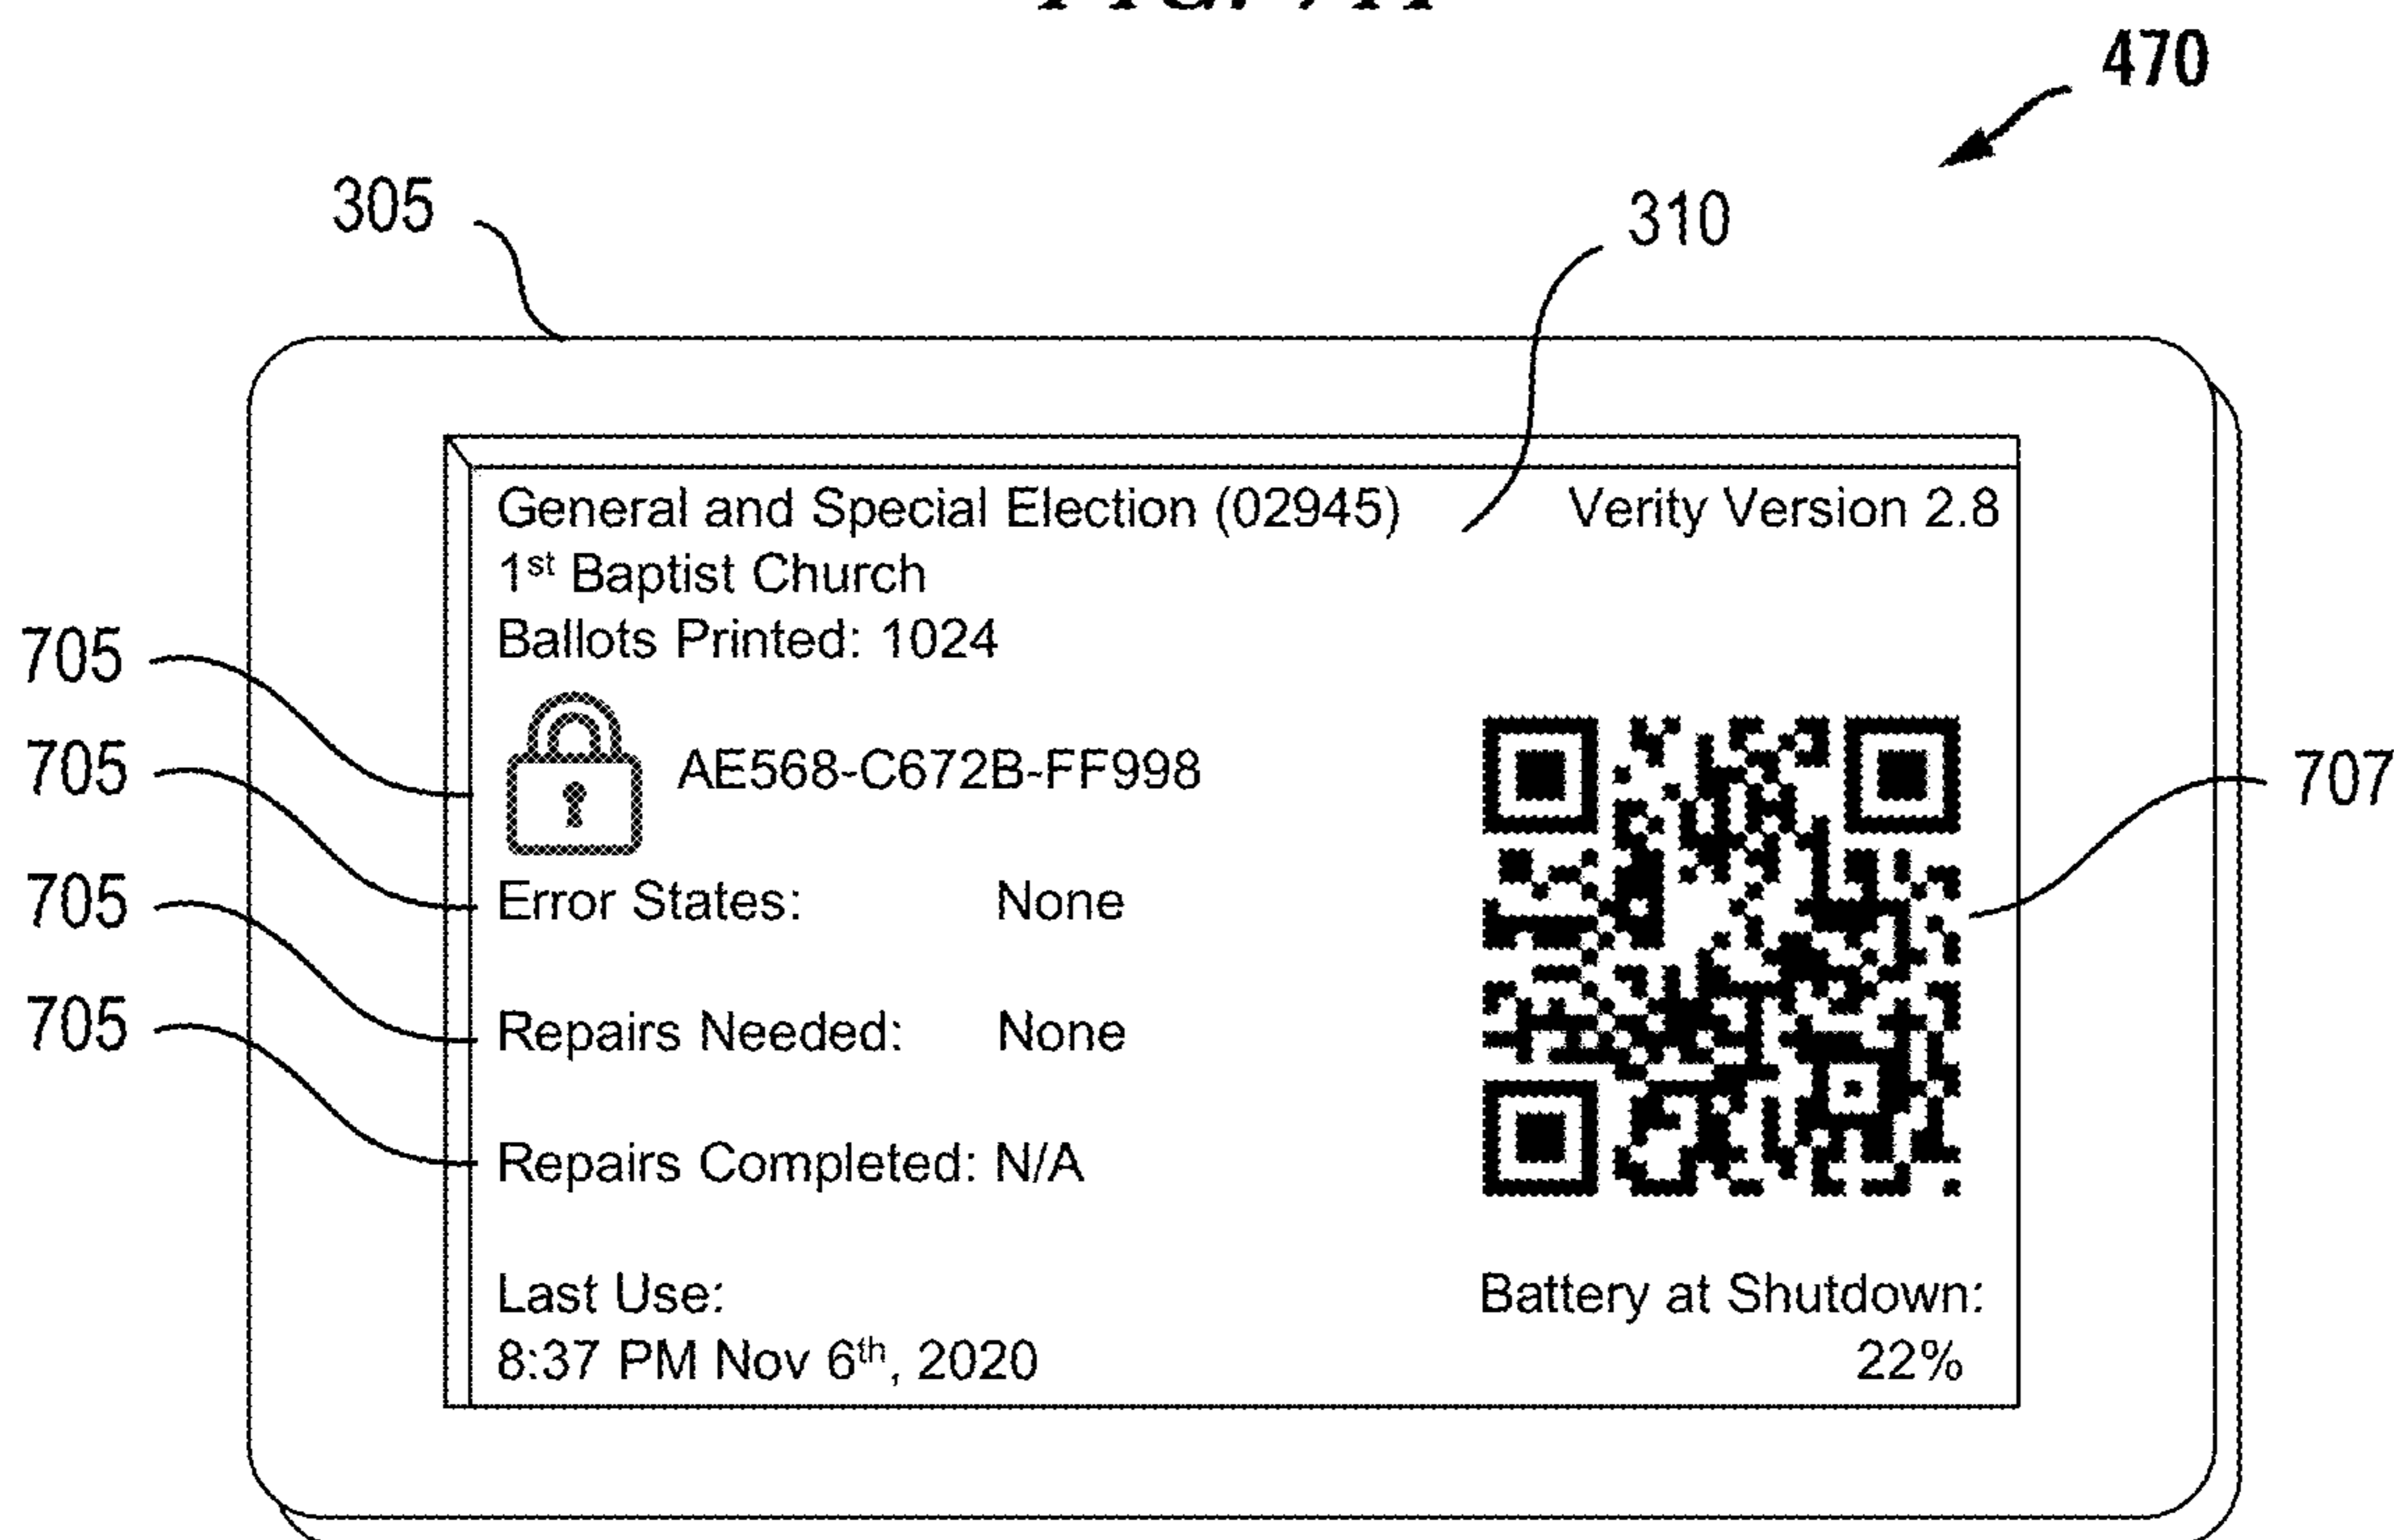 470
305
310
General and Special Election (02945) Verity Version 2.8
1st Baptist Church
Ballots Printed: 1024
705
AE568-C672B-FF998
705
707
Error States: None
705
Repairs Needed: None
705
Repairs Completed: N/A
Last Use: Battery at Shutdown:
8:37 PM Nov 6th, 2020 22%